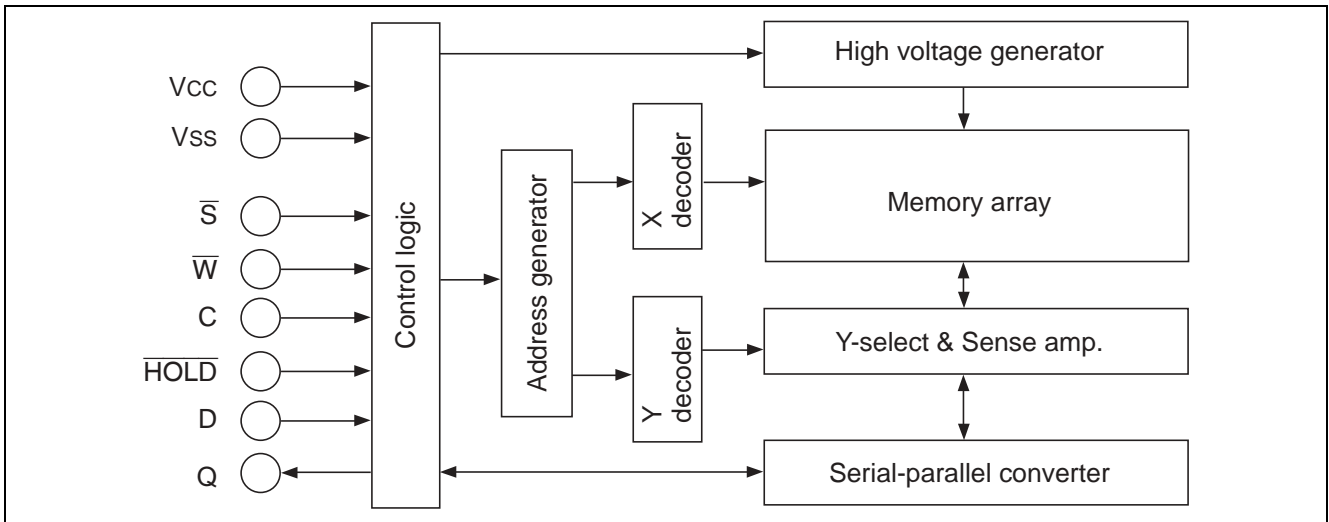 VCC
VSS
S̅
W̅
C
H̅O̅L̅D̅
D
Q
Control logic
Address generator
X
decoder
Y
decoder
High voltage generator
Memory array
Y-select & Sense amp.
Serial-parallel converter